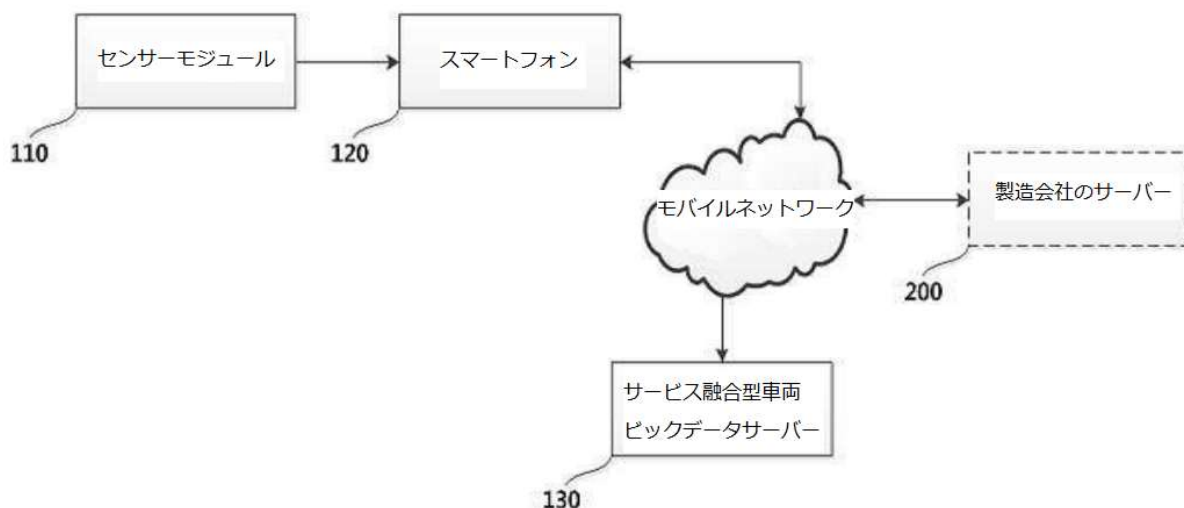 センサーモジュール
スマートフォン
110
120
モバイルネットワーク
製造会社のサーバー
200
サービス融合型車両
ビックデータサーバー
130